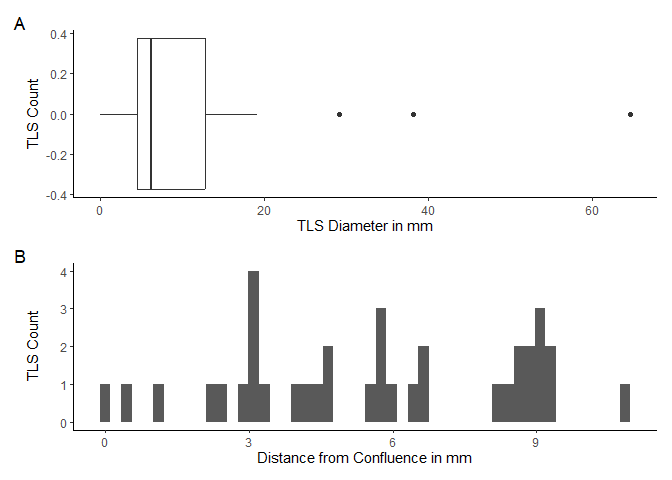 A
0.4
0.2
0.0
-0.2
-0.4
TLS Count
0 20 40 60
TLS Diameter in mm
B
4
3
2
1
0
TLS Count
0 3 6 9
Distance from Confluence in mm